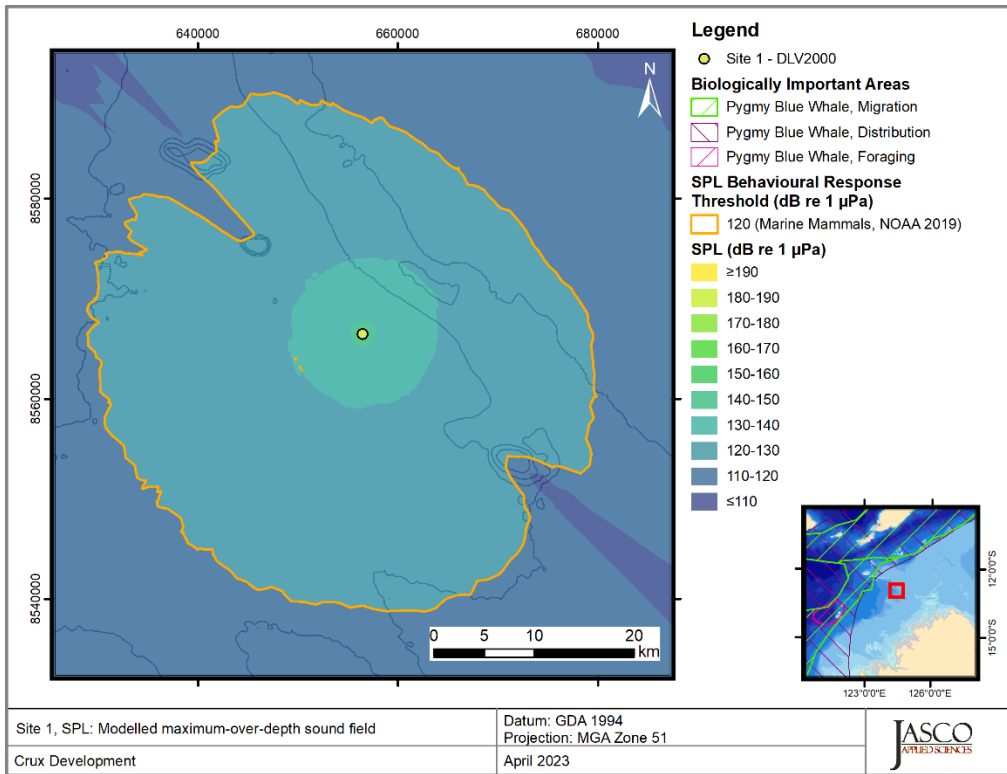 640000 660000 680000
8580000
8560000
8540000
N
0 5 10 20
km
Legend
Site 1 - DLV2000
Biologically Important Areas
Pygmy Blue Whale, Migration
Pygmy Blue Whale, Distribution
Pygmy Blue Whale, Foraging
SPL Behavioural Response
Threshold (dB re 1 µPa)
120 (Marine Mammals, NOAA 2019)
SPL (dB re 1 µPa)
≥190
180-190
170-180
160-170
150-160
140-150
130-140
120-130
110-120
≤110
12°0'0"S
15°0'0"S
123°0'0"E 126°0'0"E
Site 1, SPL: Modelled maximum-over-depth sound field
Crux Development
Datum: GDA 1994
Projection: MGA Zone 51
April 2023
JASCO
APPLIED SCIENCES